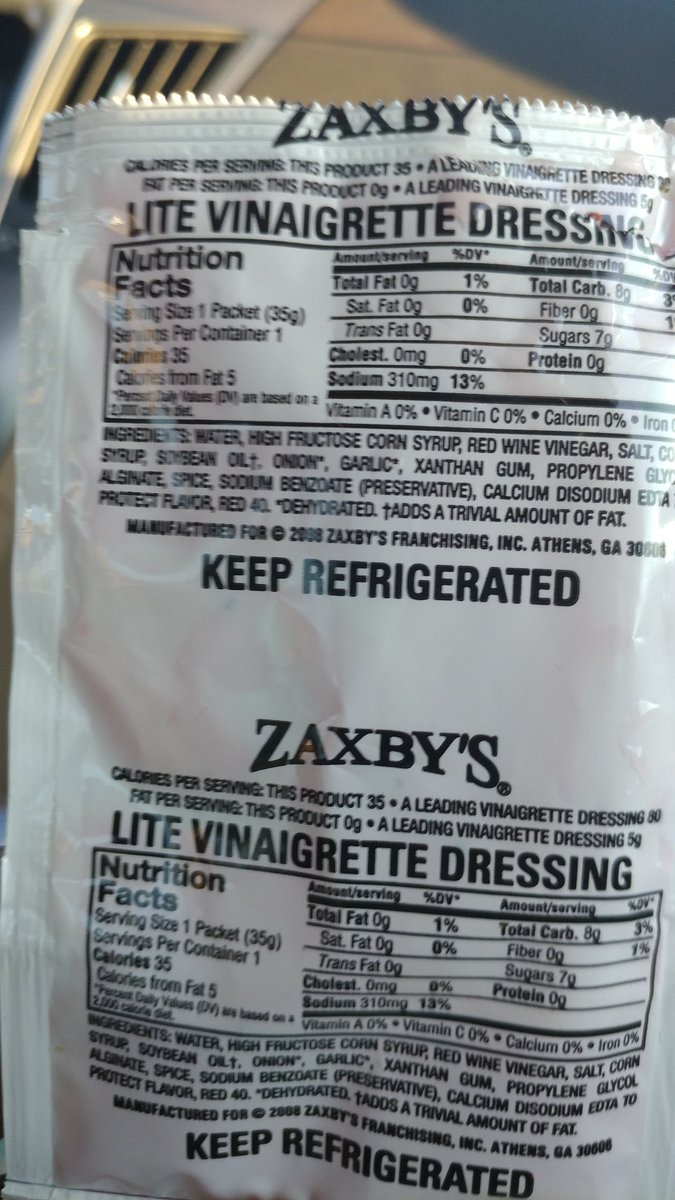 ZAXBY'S®
CALORIES PER SERVING: THIS PRODUCT 35 • A LEADING VINAIGRETTE DRESSING
FAT PER SERVING: THIS PRODUCT 0g • A LEADING VINAIGRETTE DRESSING 5g
LITE VINAIGRETTE DRESSING
Nutrition
Facts
Serving Size 1 Packet (35g)
Servings Per Container 1
Calories 35
Calories from Fat 5
*Percent Daily Values (DV) are based on a
2,000 calorie diet.
Amount/serving %DV*
Total Fat 0g 1%
Sat. Fat 0g 0%
Trans Fat 0g
Cholest. 0mg 0%
Sodium 310mg 13%
Amount/serving %DV
Total Carb. 8g
Fiber 0g
Sugars 7g
Protein 0g
Vitamin A 0% • Vitamin C 0% • Calcium 0% • Iron
INGREDIENTS: WATER, HIGH FRUCTOSE CORN SYRUP, RED WINE VINEGAR, SALT, CO
SYRUP, SOYBEAN OIL†, ONION*, GARLIC*, XANTHAN GUM, PROPYLENE GLYC
ALGINATE, SPICE, SODIUM BENZOATE (PRESERVATIVE), CALCIUM DISODIUM EDTA
PROTECT FLAVOR, RED 40. *DEHYDRATED. †ADDS A TRIVIAL AMOUNT OF FAT.
MANUFACTURED FOR © 2008 ZAXBY'S FRANCHISING, INC. ATHENS, GA 30606
KEEP REFRIGERATED
ZAXBY'S®
CALORIES PER SERVING: THIS PRODUCT 35 • A LEADING VINAIGRETTE DRESSING 80
FAT PER SERVING: THIS PRODUCT 0g • A LEADING VINAIGRETTE DRESSING 5g
LITE VINAIGRETTE DRESSING
Nutrition
Facts
Serving Size 1 Packet (35g)
Servings Per Container 1
Calories 35
Calories from Fat 5
*Percent Daily Values (DV) are based on a
2,000 calorie diet.
Amount/serving %DV*
Total Fat 0g 1%
Sat. Fat 0g 0%
Trans Fat 0g
Cholest. 0mg 0%
Sodium 310mg 13%
Amount/serving %DV*
Total Carb. 8g 3%
Fiber 0g 1%
Sugars 7g
Protein 0g
Vitamin A 0% • Vitamin C 0% • Calcium 0% • Iron 0%
INGREDIENTS: WATER, HIGH FRUCTOSE CORN SYRUP, RED WINE VINEGAR, SALT, CORN
SYRUP, SOYBEAN OIL†, ONION*, GARLIC*, XANTHAN GUM, PROPYLENE GLYCOL
ALGINATE, SPICE, SODIUM BENZOATE (PRESERVATIVE), CALCIUM DISODIUM EDTA TO
PROTECT FLAVOR, RED 40. *DEHYDRATED. †ADDS A TRIVIAL AMOUNT OF FAT.
MANUFACTURED FOR © 2008 ZAXBY'S FRANCHISING, INC. ATHENS, GA 30606
KEEP REFRIGERATED